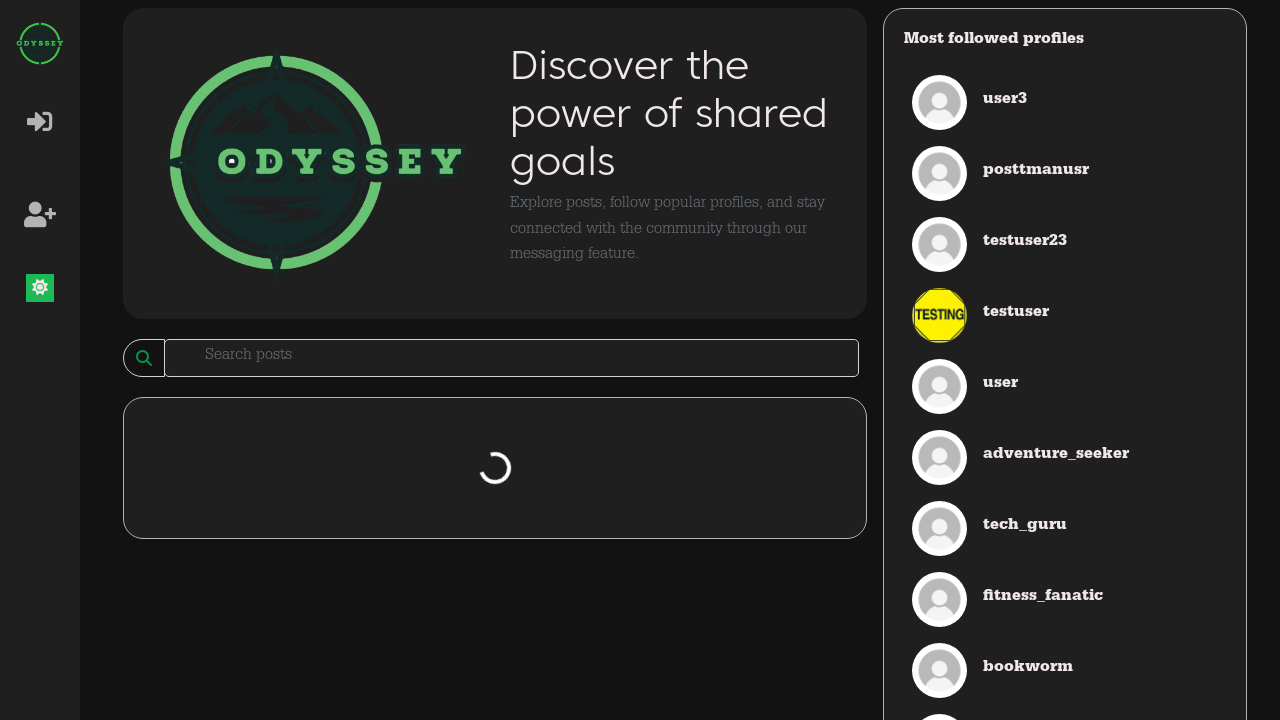 ODYSSEY
ODYSSEY
Discover the
power of shared
goals
Explore posts, follow popular profiles, and stay
connected with the community through our
messaging feature.
Search posts
Most followed profiles
user3
posttmanusr
testuser23
TESTING
testuser
user
adventure_seeker
tech_guru
fitness_fanatic
bookworm